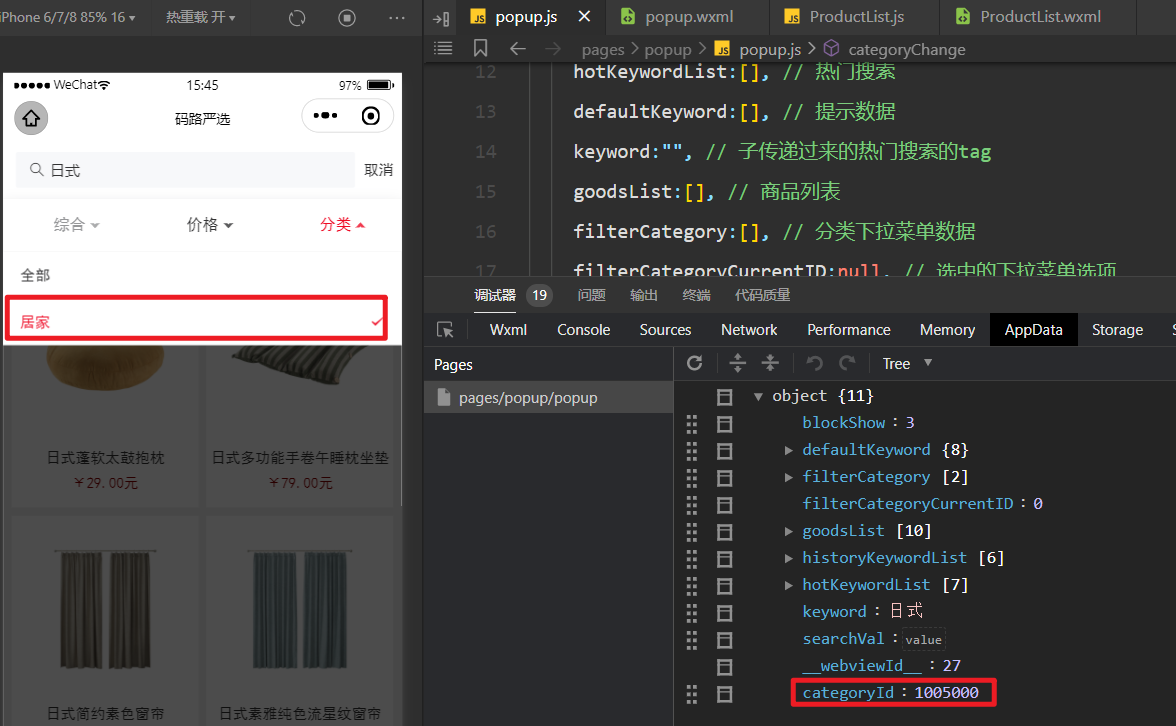 iPhone 6/7/8 85% 16 热重载 开
popup.js popup.wxml ProductList.js ProductList.wxml
pages popup popup.js categoryChange
WeChat 15:45 97%
码路严选
日式 取消
综合 价格 分类
全部
居家
日式蓬软太鼓抱枕 日式多功能手卷午睡枕坐垫
¥29.00元 ¥79.00元
日式简约素色窗帘 日式素雅纯色流星纹窗帘
12 hotKeywordList:[], // 热门搜索
13 defaultKeyword:[], // 提示数据
14 keyword:"", // 子传递过来的热门搜索的tag
15 goodsList:[], // 商品列表
16 filterCategory:[], // 分类下拉菜单数据
17 filterCategoryCurrentID:null, // 选中的下拉菜单选项
调试器 19 问题 输出 终端 代码质量
Wxml Console Sources Network Performance Memory AppData Storage
Pages
pages/popup/popup
Tree
object {11}
blockShow : 3
defaultKeyword {8}
filterCategory [2]
filterCategoryCurrentID : 0
goodsList [10]
historyKeywordList [6]
hotKeywordList [7]
keyword : 日式
searchVal : value
__webviewId__ : 27
categoryId : 1005000